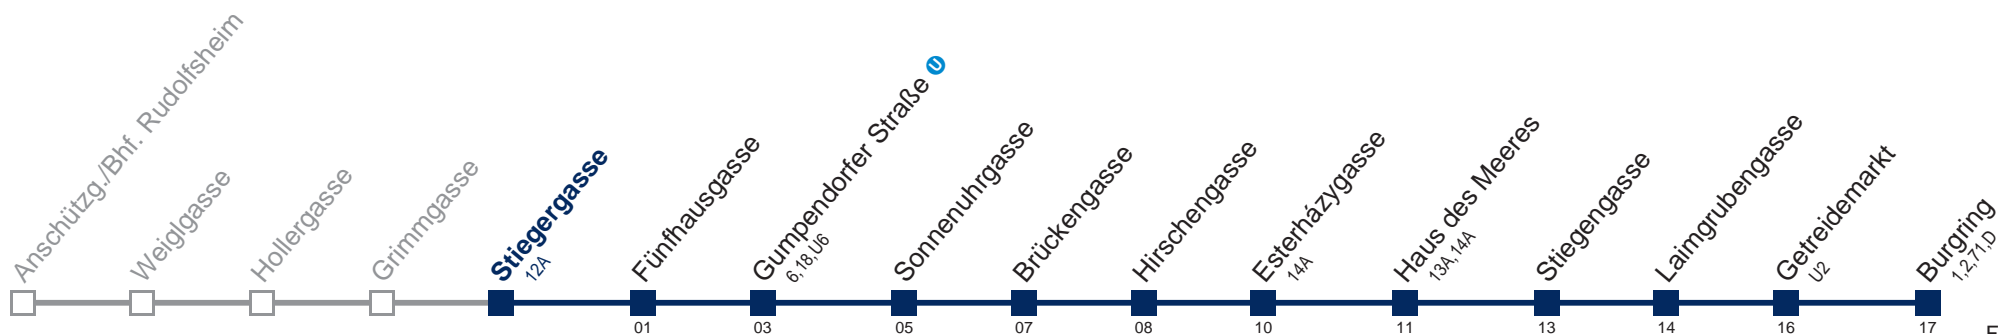 Anschützg./Bhf. Rudolfsheim
Weiglgasse
Hollergasse
Grimmgasse
Stiegergasse
12A
Fünfhausgasse
01
Gumpendorfer Straße U
6,18,U6
03
Sonnenuhrgasse
05
Brückengasse
07
Hirschengasse
08
Esterházygasse
14A
10
Haus des Meeres
13A,14A
11
Stiegengasse
13
Laimgrubengasse
14
Getreidemarkt
U2
16
Burgring
1,2,71,D
17